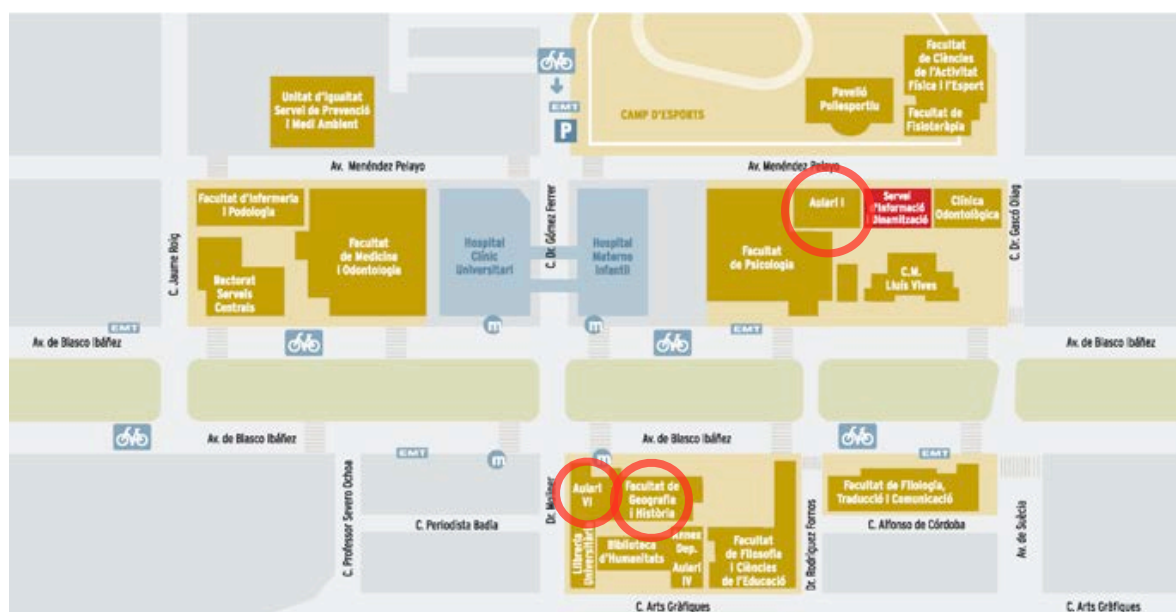 Facultat
de Ciències
de l'Activitat
Física i l'Esport
Unitat d'Igualtat
Servei de Prevenció
i Medi Ambient
EMT
P
CAMP D'ESPORTS
Pavelló
Poliesportiu
Facultat de
Fisioteràpia
Av. Menéndez Pelayo
Av. Menéndez Pelayo
Facultat d'Infermeria
i Podologia
Facultat
de Medicina
i Odontologia
Hospital
Clínic
Universitari
C. Dr. Gómez Ferrer
Hospital
Materno
Infantil
Aulari I
Servei
d'Informació
i Dinamització
Clínica
Odontològica
C. Dr. Gascó Oliag
C. Jaume Roig
Rectorat
Serveis
Centrals
Facultat
de Psicologia
C.M.
Lluís Vives
EMT
m
m
EMT
Av. de Blasco Ibáñez
Av. de Blasco Ibáñez
Av. de Blasco Ibáñez
Av. de Blasco Ibáñez
EMT
m
m
EMT
C. Professor Severo Ochoa
C. Periodista Badia
Dr. Moliner
Aulari
VI
Facultat de
Geografia
i Història
Llibreria
Universitària
Biblioteca
d'Humanitats
Annex
Dep.
Aulari
IV
Facultat
de Filosofia
i Ciències
de l'Educació
Dr. Rodríguez Fornos
Facultat de Filologia,
Traducció i Comunicació
C. Alfonso de Córdoba
Av. de Suècia
C. Arts Gràfiques
C. Arts Gràfiques